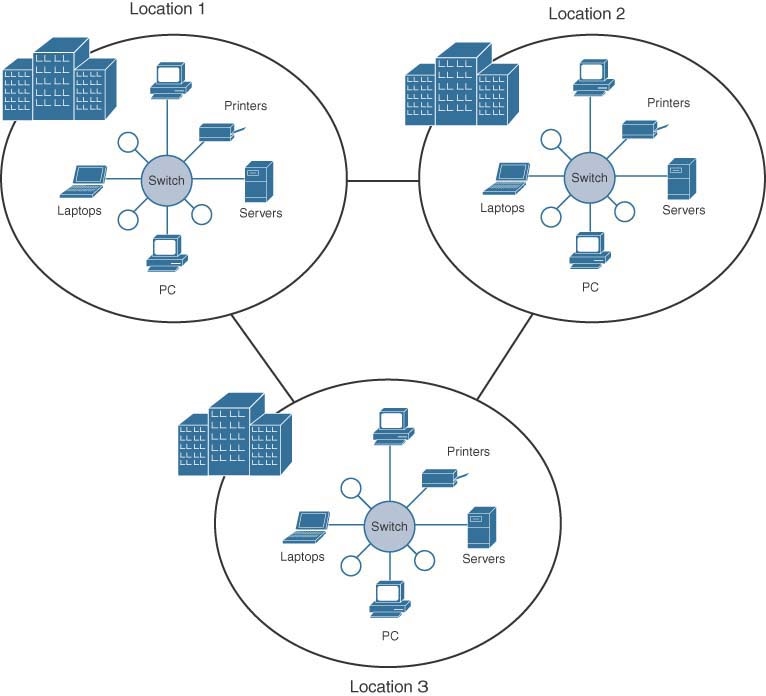 Location 1
Location 2
Printers
Switch
Laptops
Servers
PC
Printers
Switch
Laptops
Servers
PC
Printers
Switch
Laptops
Servers
PC
Location 3